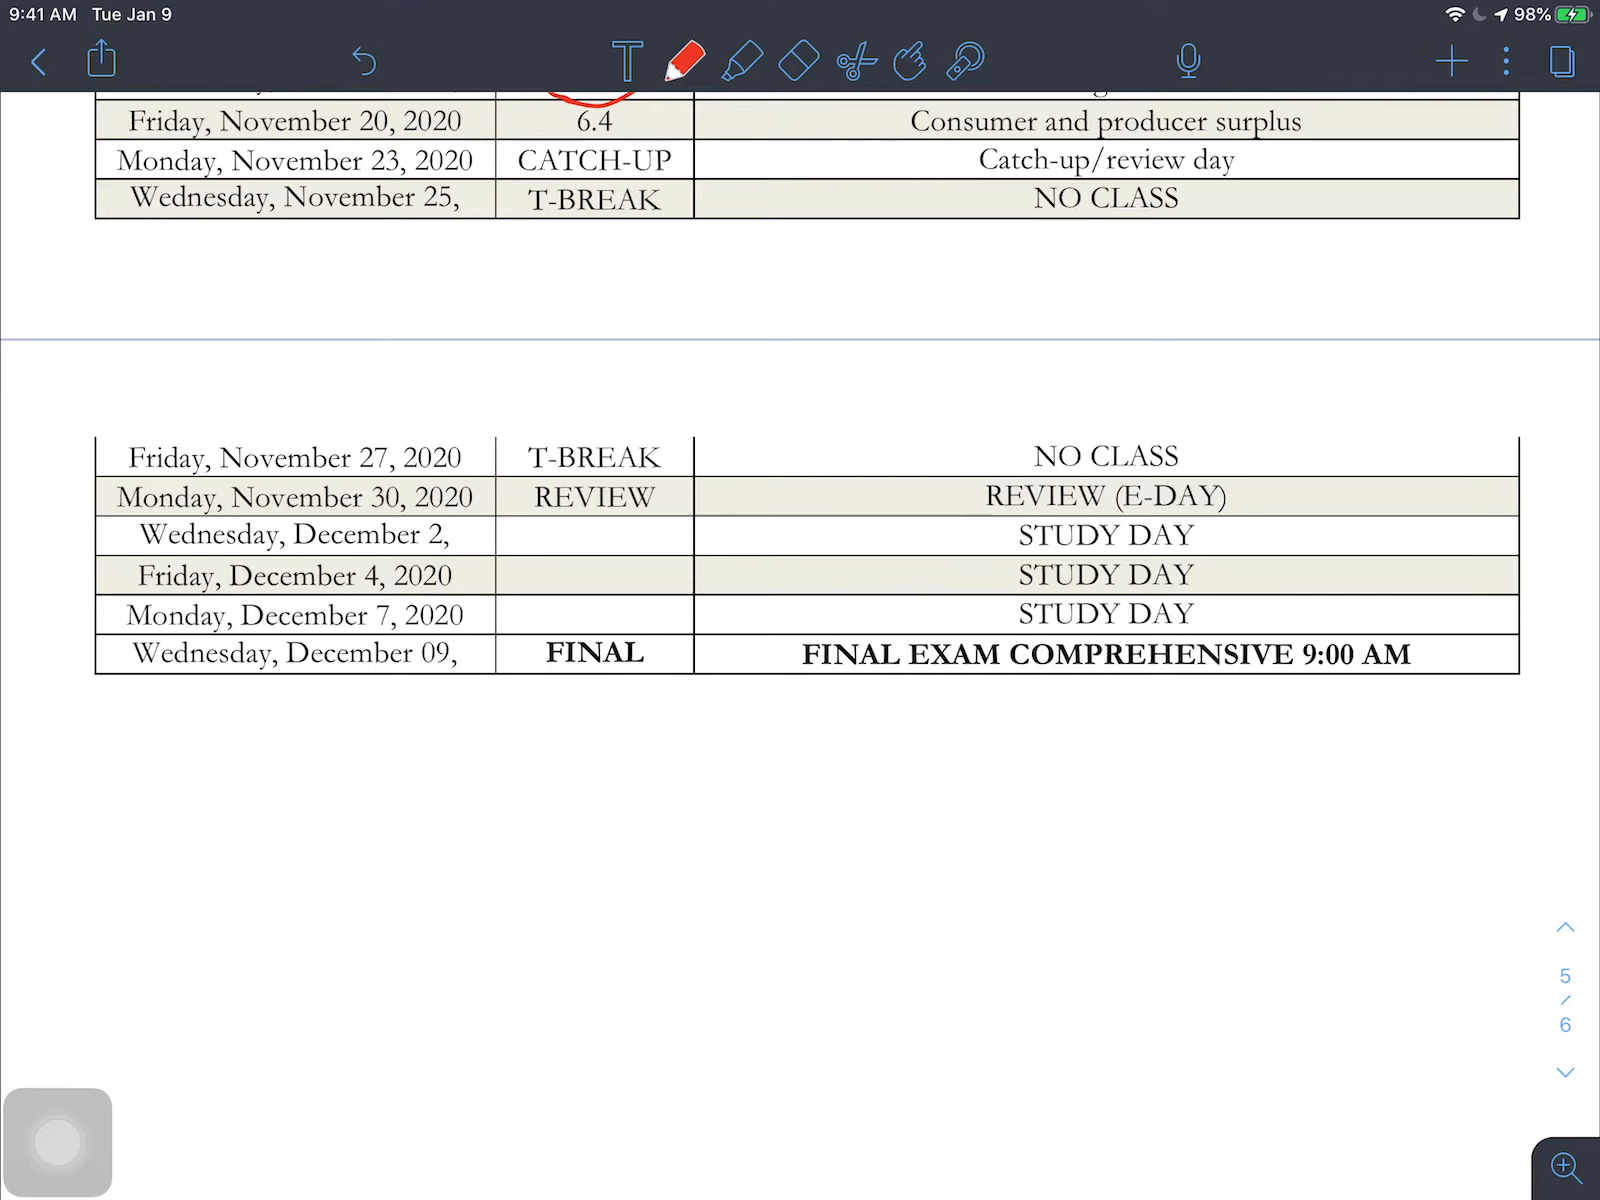 9:41 AM Tue Jan 9 98%
Friday, November 20, 2020 6.4 Consumer and producer surplus
Monday, November 23, 2020 CATCH-UP Catch-up/review day
Wednesday, November 25, T-BREAK NO CLASS
Friday, November 27, 2020 T-BREAK NO CLASS
Monday, November 30, 2020 REVIEW REVIEW (E-DAY)
Wednesday, December 2, STUDY DAY
Friday, December 4, 2020 STUDY DAY
Monday, December 7, 2020 STUDY DAY
Wednesday, December 09, FINAL FINAL EXAM COMPREHENSIVE 9:00 AM
5
/
6